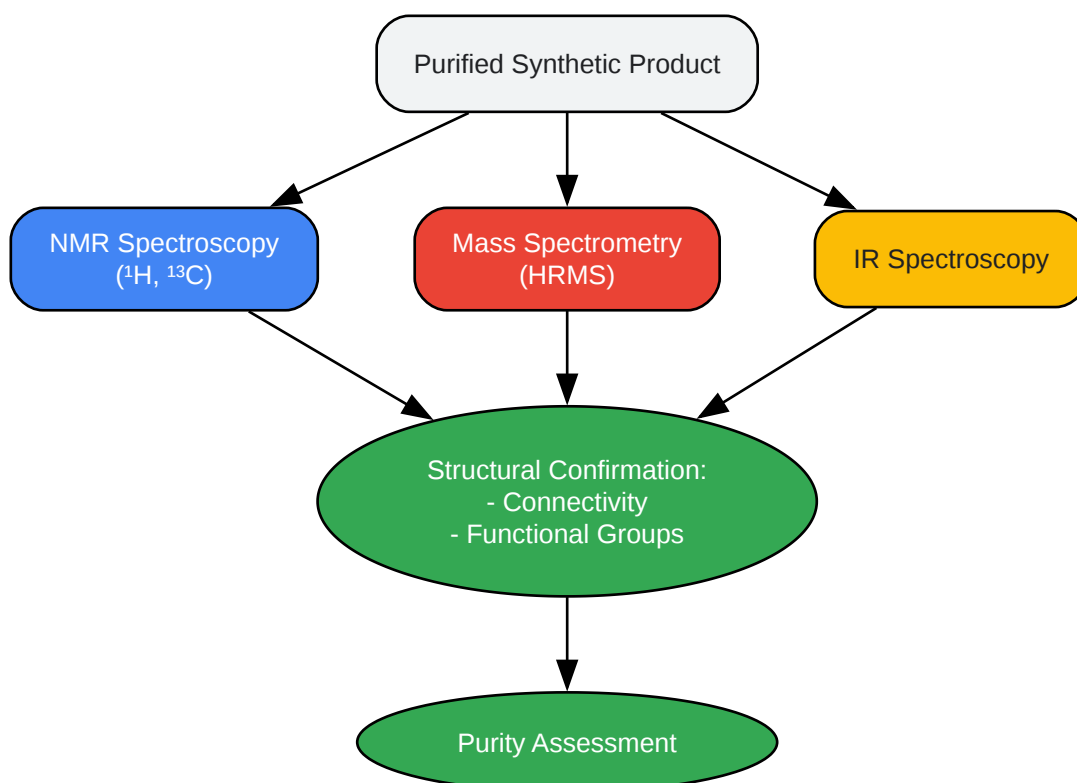 Purified Synthetic Product
NMR Spectroscopy
(¹H, ¹³C)
Mass Spectrometry
(HRMS)
IR Spectroscopy
Structural Confirmation:
- Connectivity
- Functional Groups
Purity Assessment